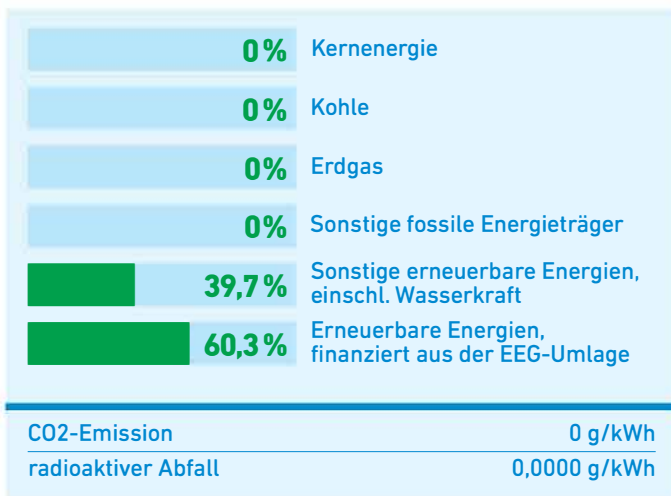 0% Kernenergie
0% Kohle
0% Erdgas
0% Sonstige fossile Energieträger
39,7% Sonstige erneuerbare Energien,
einschl. Wasserkraft
60,3% Erneuerbare Energien,
finanziert aus der EEG-Umlage
CO2-Emission 0 g/kWh
radioaktiver Abfall 0,0000 g/kWh